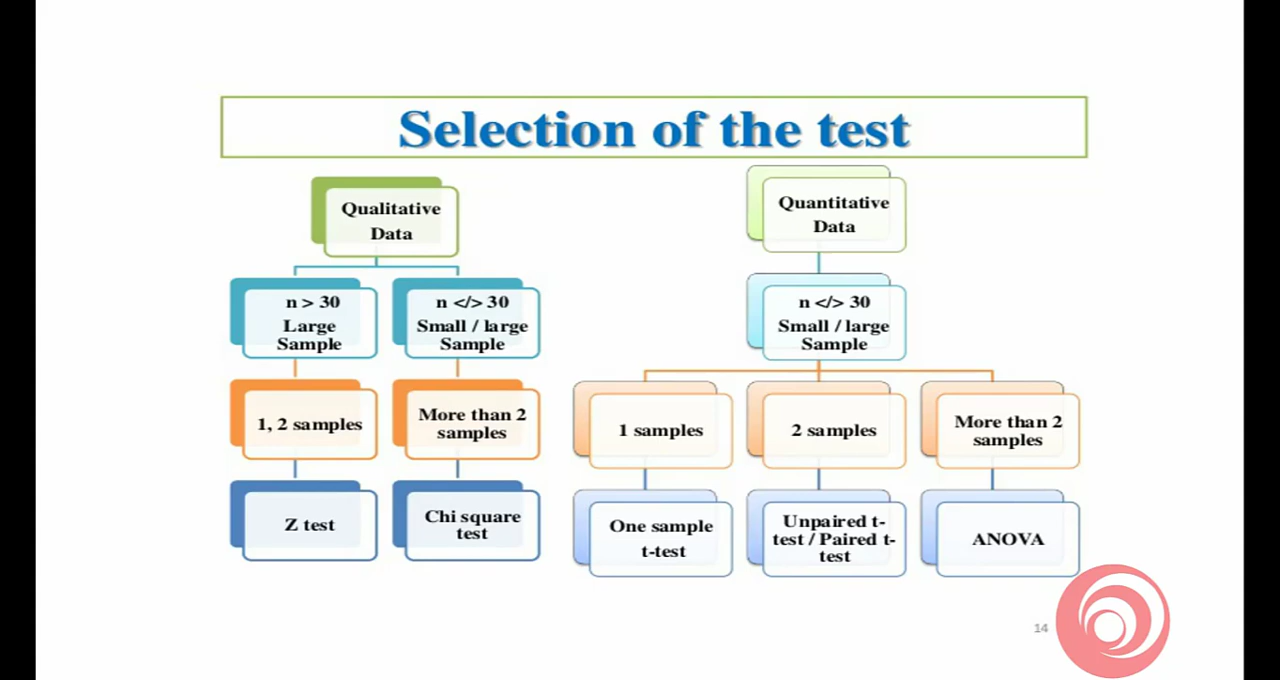 Selection of the test
Qualitative
Data
n > 30
Large
Sample
1, 2 samples
Z test
n </> 30
Small / large
Sample
More than 2
samples
Chi square
test
Quantitative
Data
n </> 30
Small / large
Sample
1 samples
One sample
t-test
2 samples
Unpaired t-
test / Paired t-
test
More than 2
samples
ANOVA
14